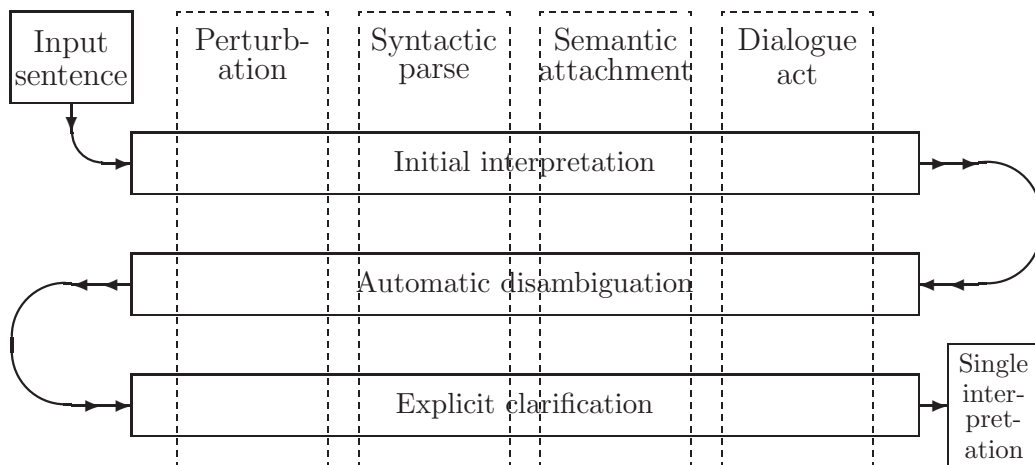 Input
sentence
Perturb-
ation
Syntactic
parse
Semantic
attachment
Dialogue
act
Initial interpretation
Automatic disambiguation
Explicit clarification
Single
inter-
pret-
ation